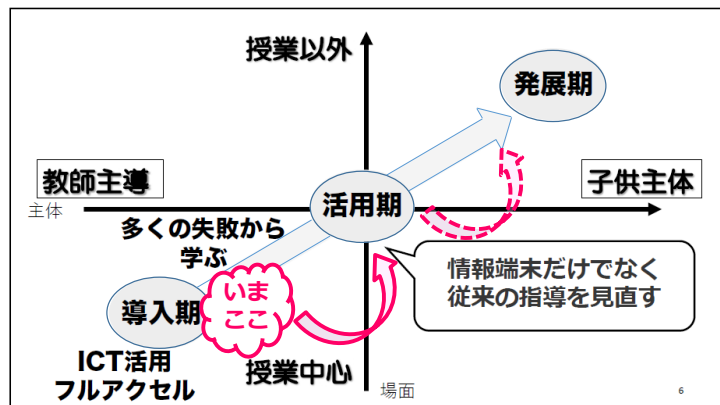 授業以外
発展期
教師主導
子供主体
主体
活用期
多くの失敗から
学ぶ
情報端末だけでなく
従来の指導を見直す
いま
ここ
導入期
ICT活用
フルアクセル
授業中心
場面
6